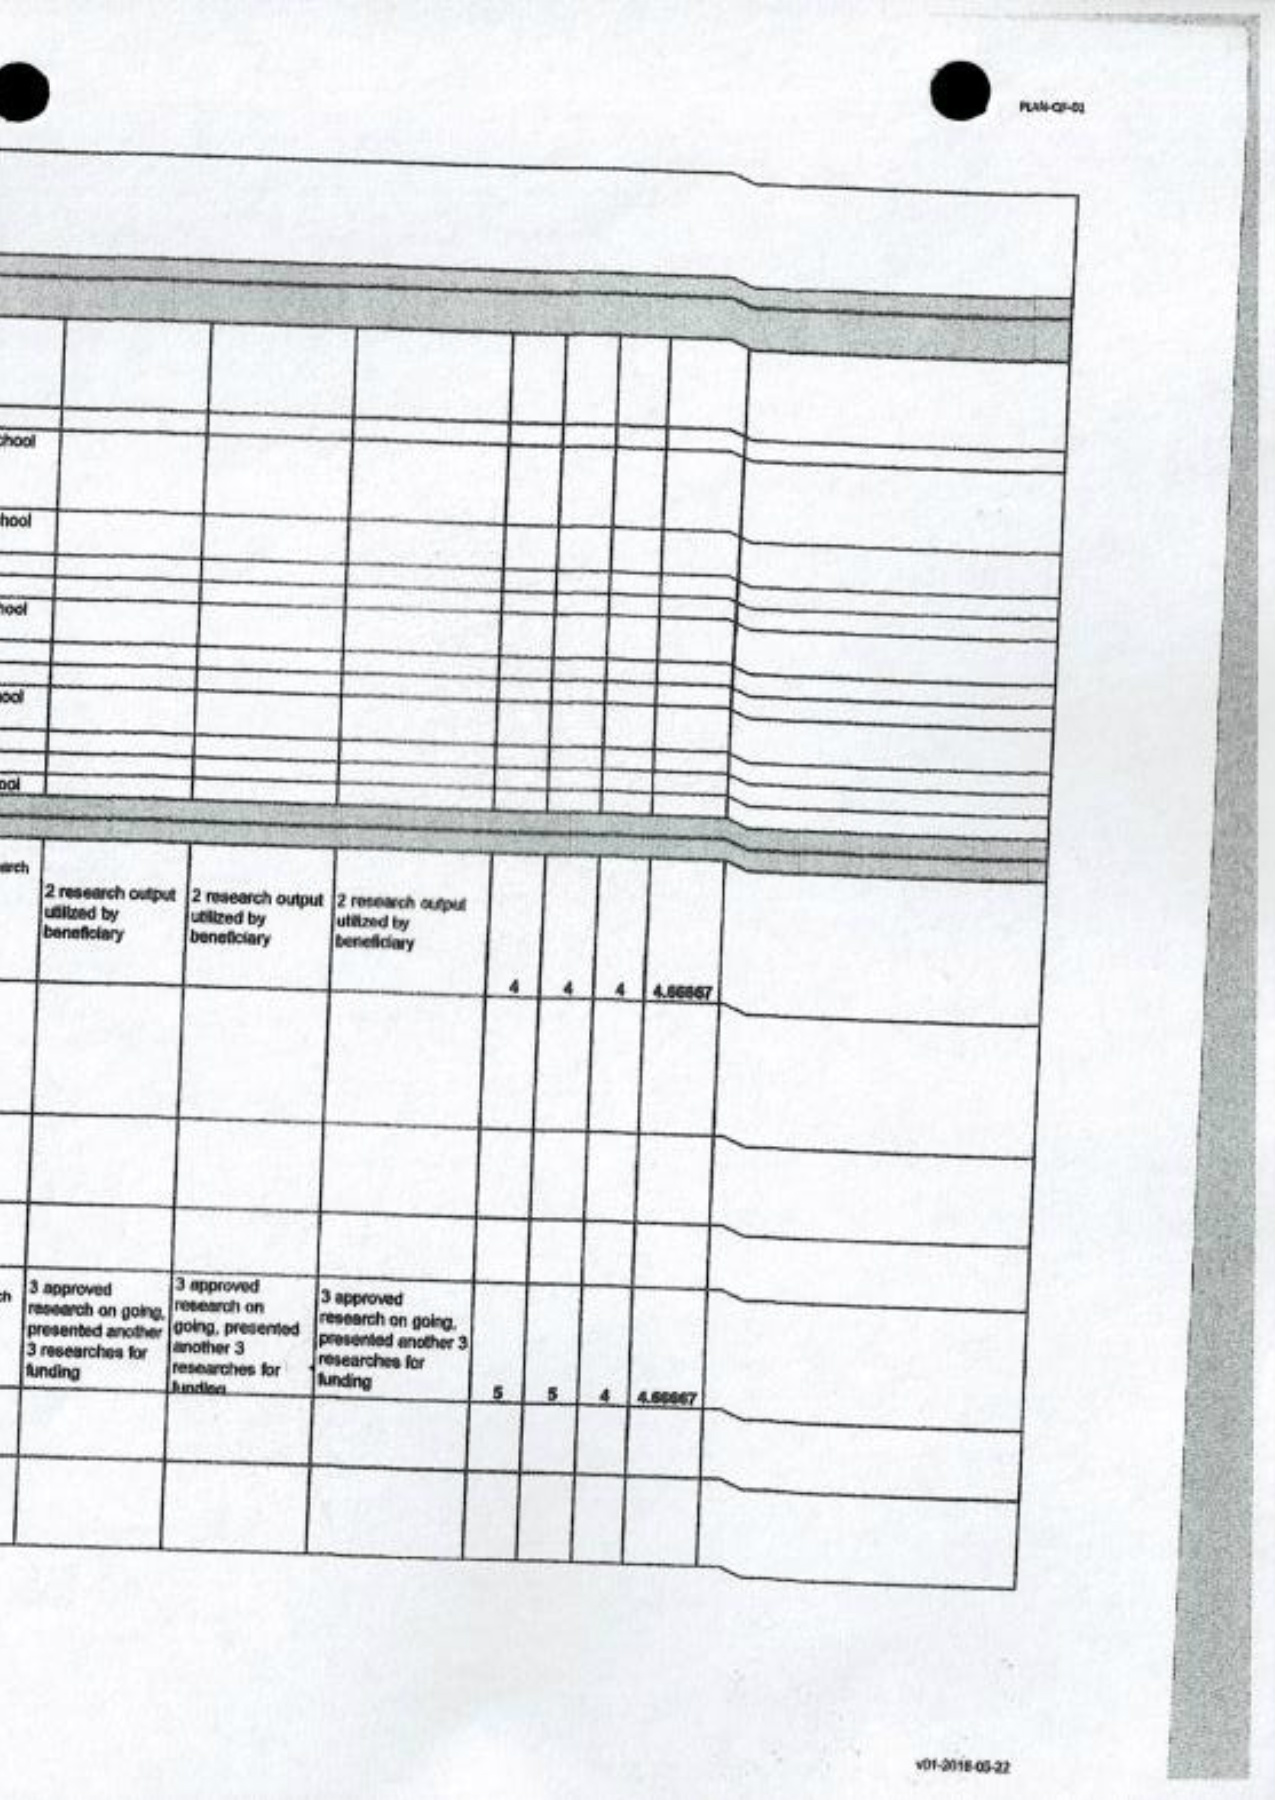 PLAN-QF-01
chool
hool
hool
ool
ool
arch
2 research output
utilized by
beneficiary
2 research output
utilized by
beneficiary
2 research output
utilized by
beneficiary
4
4
4
4.66667
ch
3 approved
research on going,
presented another
3 researches for
funding
3 approved
research on
going, presented
another 3
researches for
funding
3 approved
research on going,
presented another 3
researches for
funding
5
5
4
4.66667
v01-2018-05-22